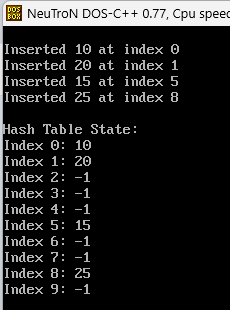 DOS
BOX
NeuTroN DOS-C++ 0.77, Cpu speed
Inserted 10 at index 0
Inserted 20 at index 1
Inserted 15 at index 5
Inserted 25 at index 8
Hash Table State:
Index 0: 10
Index 1: 20
Index 2: -1
Index 3: -1
Index 4: -1
Index 5: 15
Index 6: -1
Index 7: -1
Index 8: 25
Index 9: -1